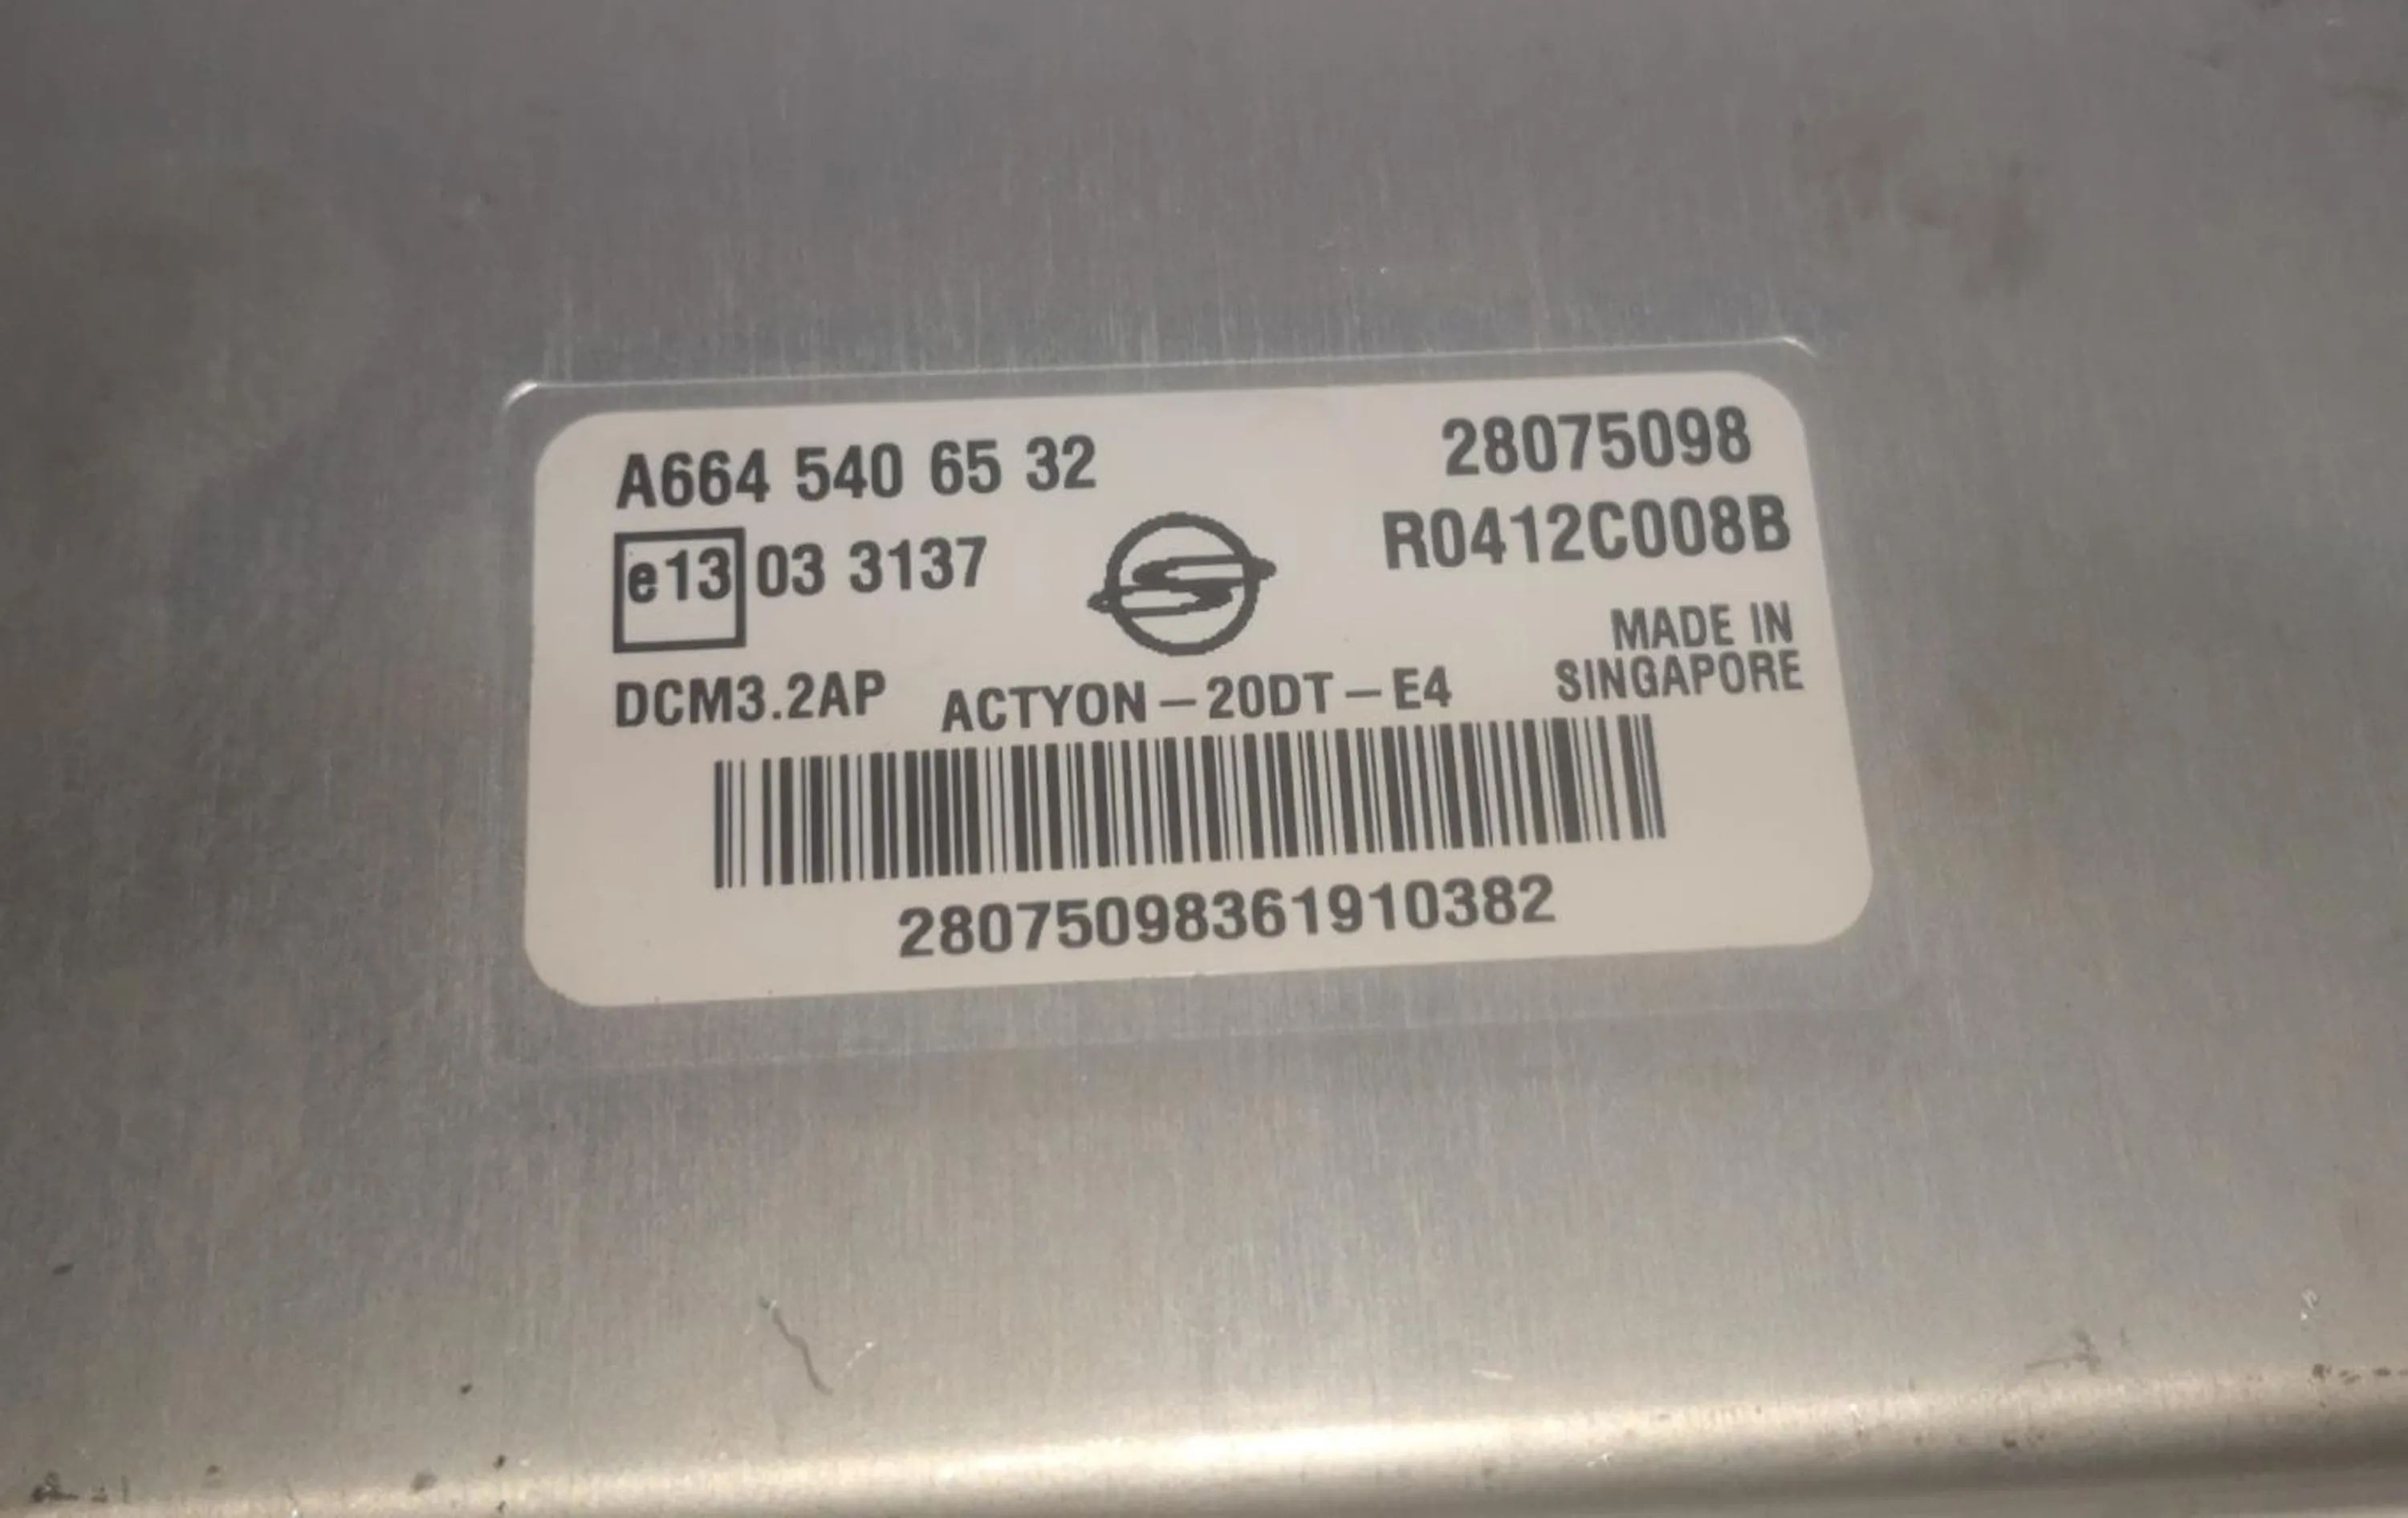 A664 540 65 32
28075098
e13 03 3137
R0412C008B
MADE IN
SINGAPORE
DCM3.2AP
ACTYON-20DT-E4
28075098361910382